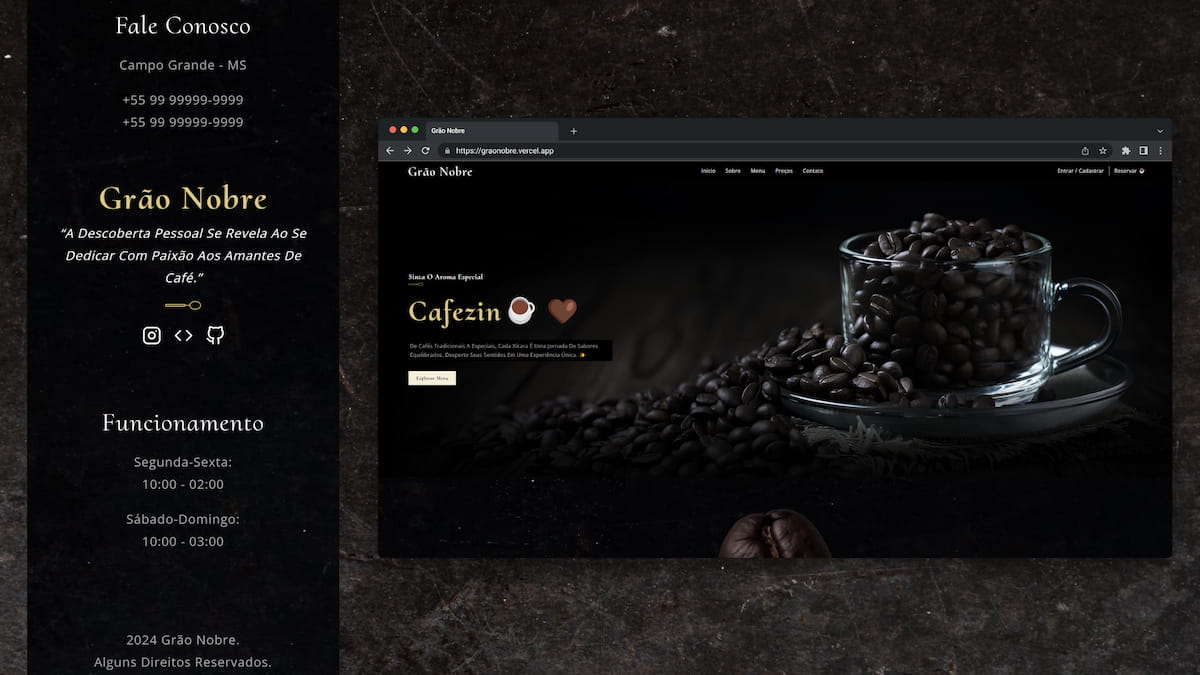 Fale Conosco
Campo Grande - MS
+55 99 99999-9999
+55 99 99999-9999
Grão Nobre
“A Descoberta Pessoal Se Revela Ao Se
Dedicar Com Paixão Aos Amantes De
Café.”
Funcionamento
Segunda-Sexta:
10:00 - 02:00
Sábado-Domingo:
10:00 - 03:00
2024 Grão Nobre.
Alguns Direitos Reservados.
Grão Nobre
https://graonobre.vercel.app
Grão Nobre
Início Sobre Menu Preços Contato
Entrar / Cadastrar Reservar
Sinta O Aroma Especial
Cafezin
De Cafés Tradicionais A Especiais, Cada Xícara É Uma Jornada De Sabores
Equilibrados. Desperte Seus Sentidos Em Uma Experiência Única.
Explorar Menu